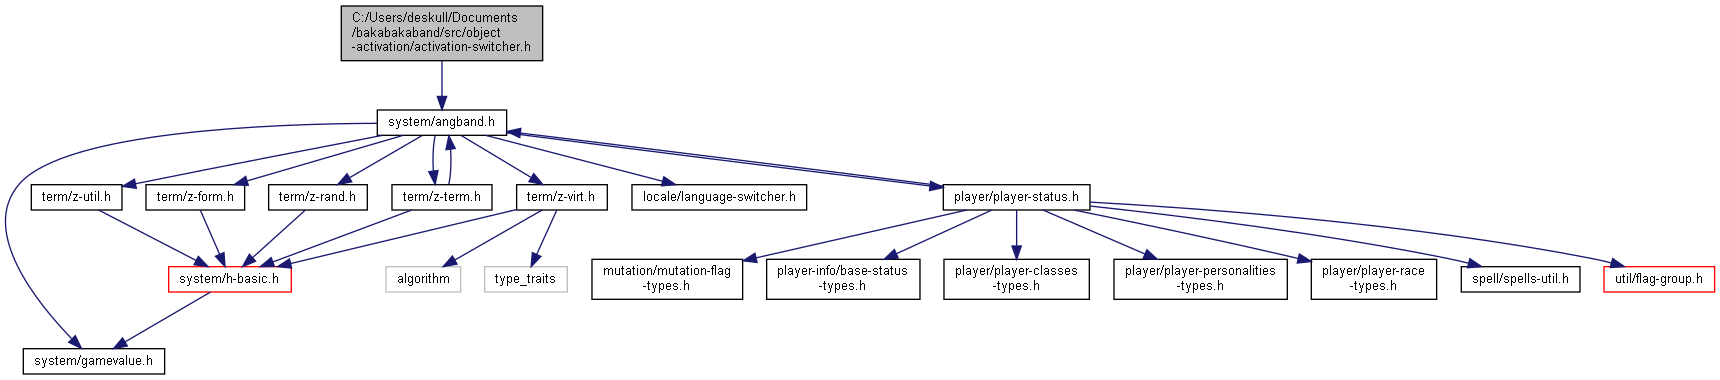 C:/Users/deskull/Documents
/bakabakaband/src/object
-activation/activation-switcher.h
system/angband.h
term/z-util.h
term/z-form.h
term/z-rand.h
term/z-term.h
term/z-virt.h
locale/language-switcher.h
player/player-status.h
system/h-basic.h
algorithm
type_traits
mutation/mutation-flag
-types.h
player-info/base-status
-types.h
player/player-classes
-types.h
player/player-personalities
-types.h
player/player-race
-types.h
spell/spells-util.h
util/flag-group.h
system/gamevalue.h